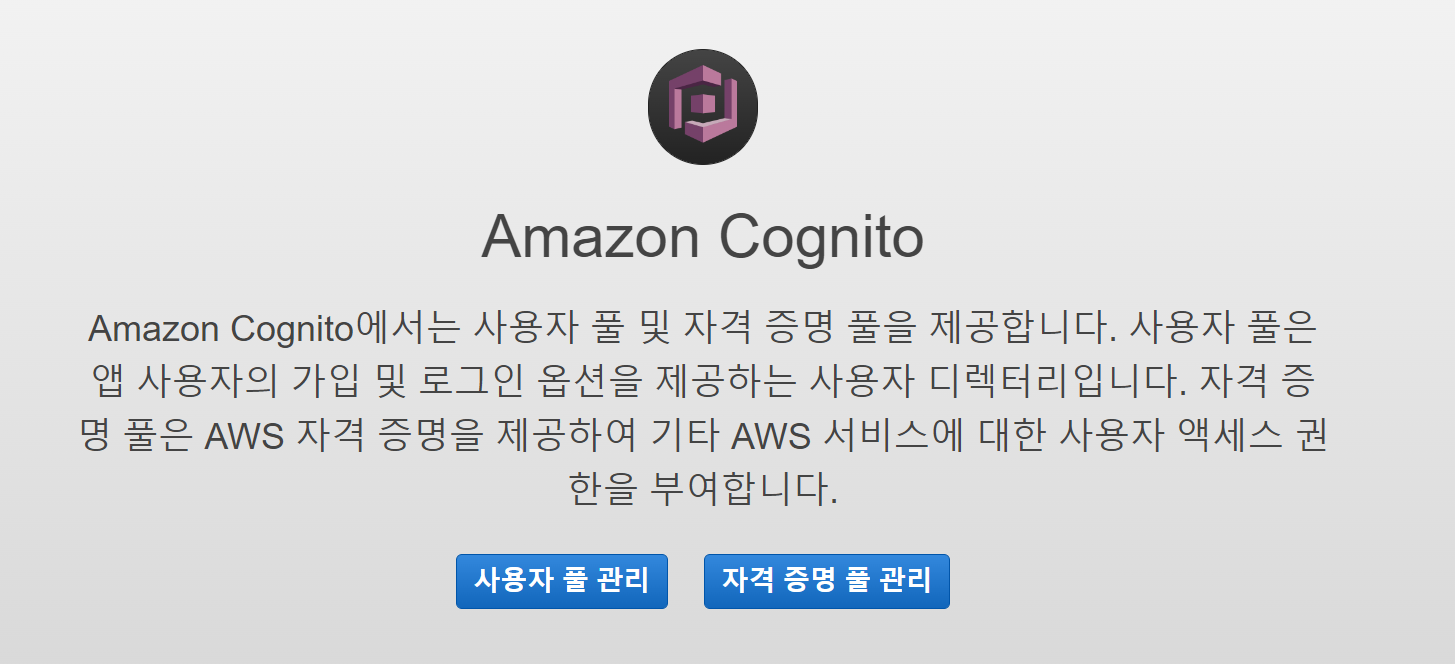 Amazon Cognito
Amazon Cognito에서는 사용자 풀 및 자격 증명 풀을 제공합니다. 사용자 풀은
앱 사용자의 가입 및 로그인 옵션을 제공하는 사용자 디렉터리입니다. 자격 증
명 풀은 AWS 자격 증명을 제공하여 기타 AWS 서비스에 대한 사용자 액세스 권
한을 부여합니다.
사용자 풀 관리 자격 증명 풀 관리